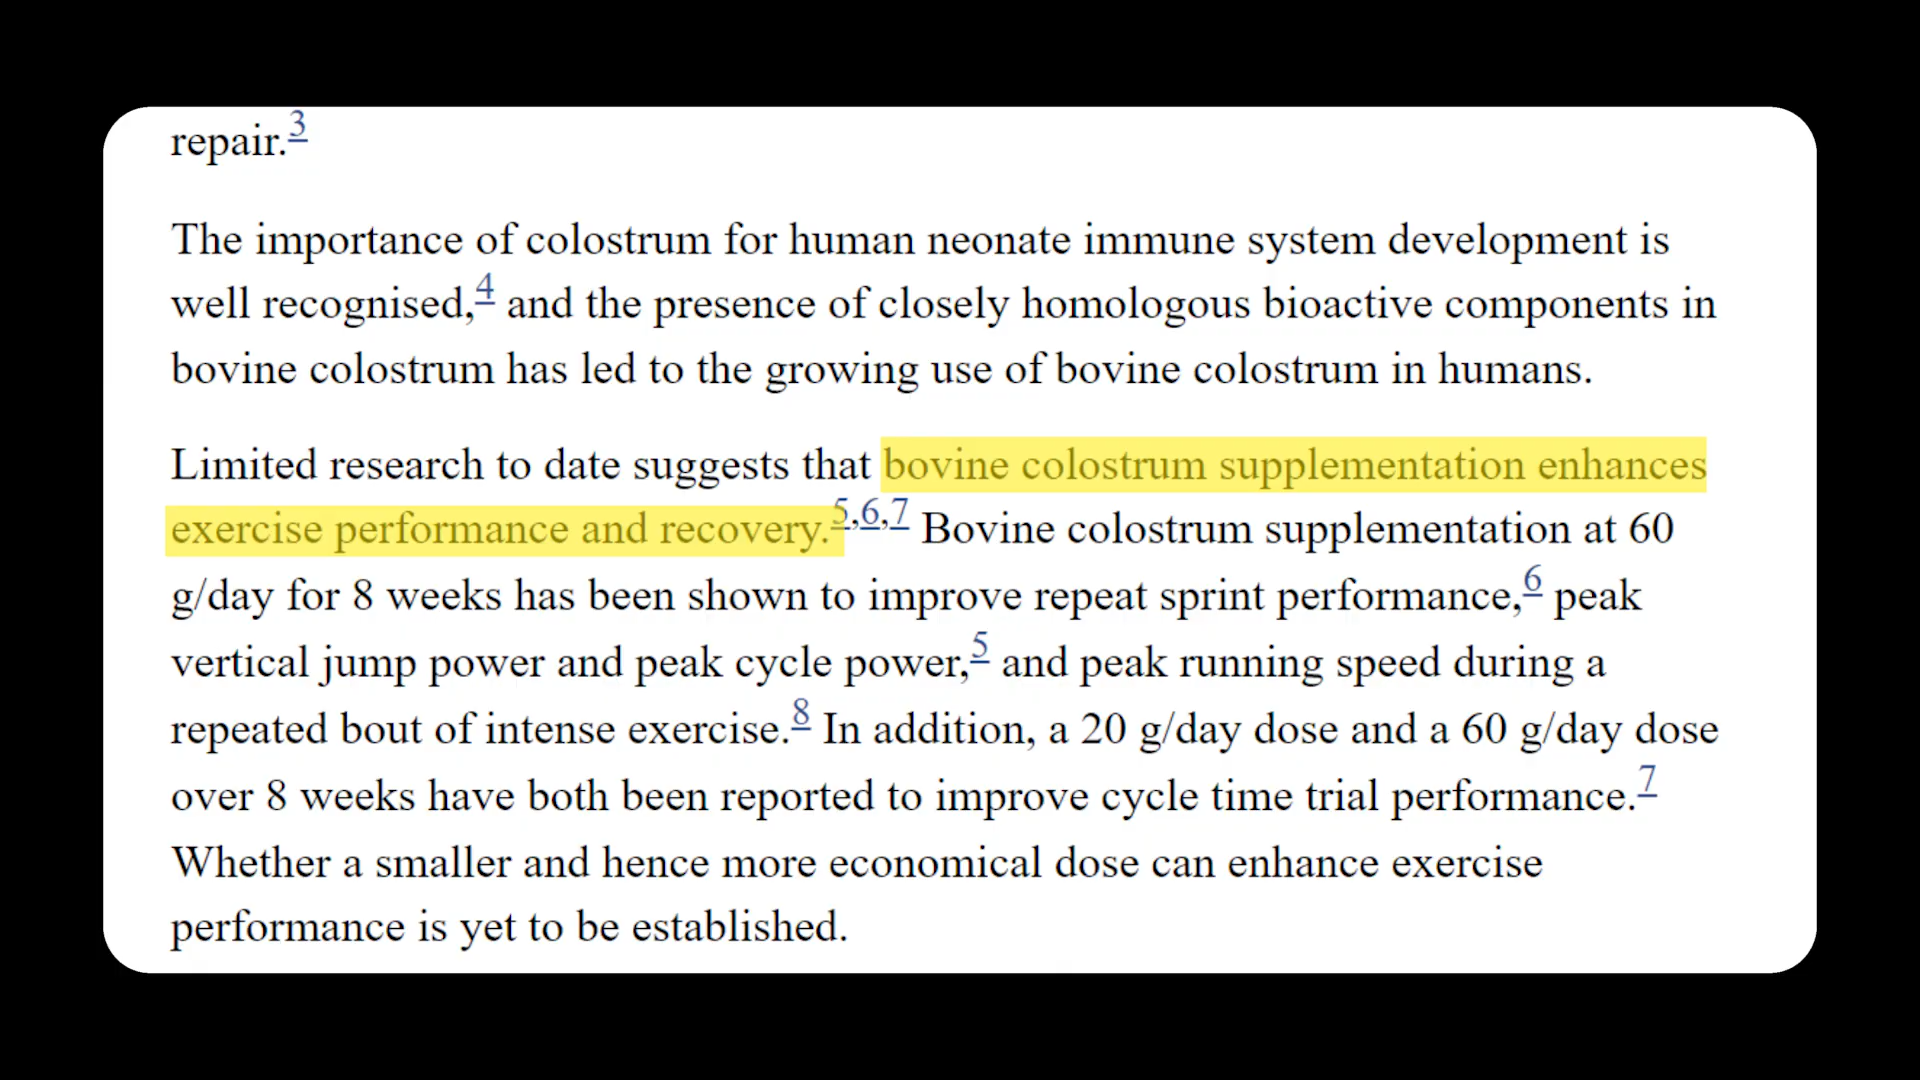 repair.3
The importance of colostrum for human neonate immune system development is
well recognised,4 and the presence of closely homologous bioactive components in
bovine colostrum has led to the growing use of bovine colostrum in humans.
Limited research to date suggests that bovine colostrum supplementation enhances
exercise performance and recovery.5,6,7 Bovine colostrum supplementation at 60
g/day for 8 weeks has been shown to improve repeat sprint performance,6 peak
vertical jump power and peak cycle power,5 and peak running speed during a
repeated bout of intense exercise.8 In addition, a 20 g/day dose and a 60 g/day dose
over 8 weeks have both been reported to improve cycle time trial performance.7
Whether a smaller and hence more economical dose can enhance exercise
performance is yet to be established.